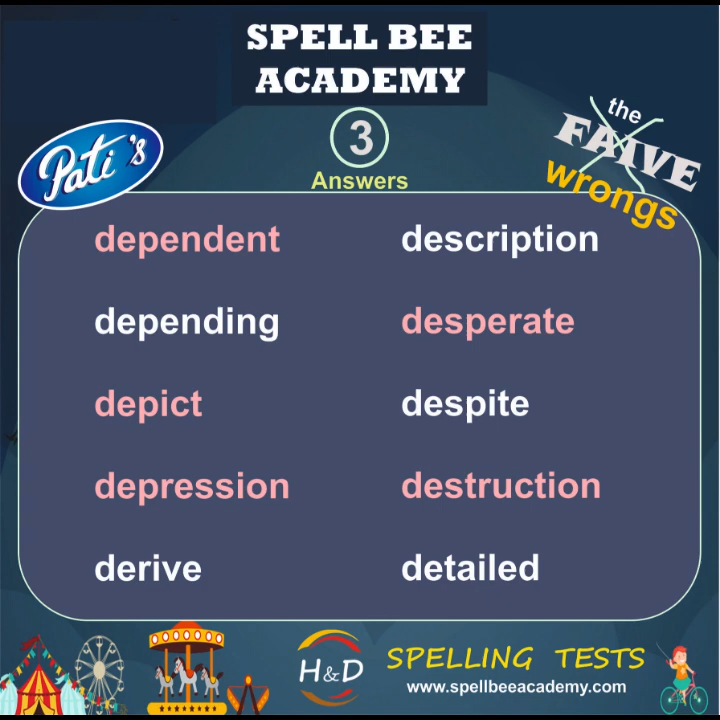 SPELL BEE
ACADEMY
Pati's
3
Answers
the
FAIVE
wrongs
dependent
description
depending
desperate
depict
despite
depression
destruction
derive
detailed
H&D
SPELLING TESTS
www.spellbeeacademy.com